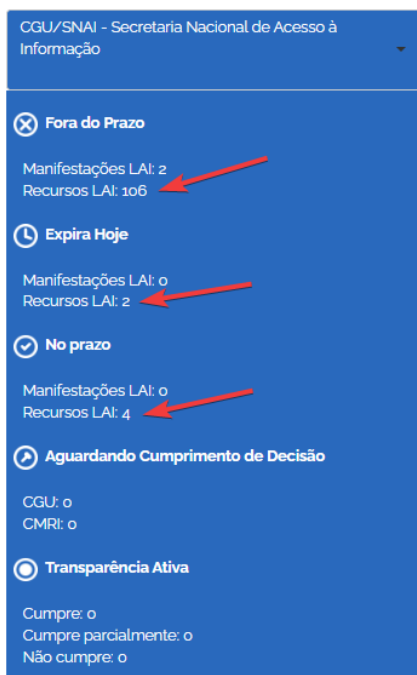 CGU/SNAI - Secretaria Nacional de Acesso à
Informação
Fora do Prazo
Manifestações LAI: 2
Recursos LAI: 106
Expira Hoje
Manifestações LAI: 0
Recursos LAI: 2
No prazo
Manifestações LAI: 0
Recursos LAI: 4
Aguardando Cumprimento de Decisão
CGU: 0
CMRI: 0
Transparência Ativa
Cumpre: 0
Cumpre parcialmente: 0
Não cumpre: 0